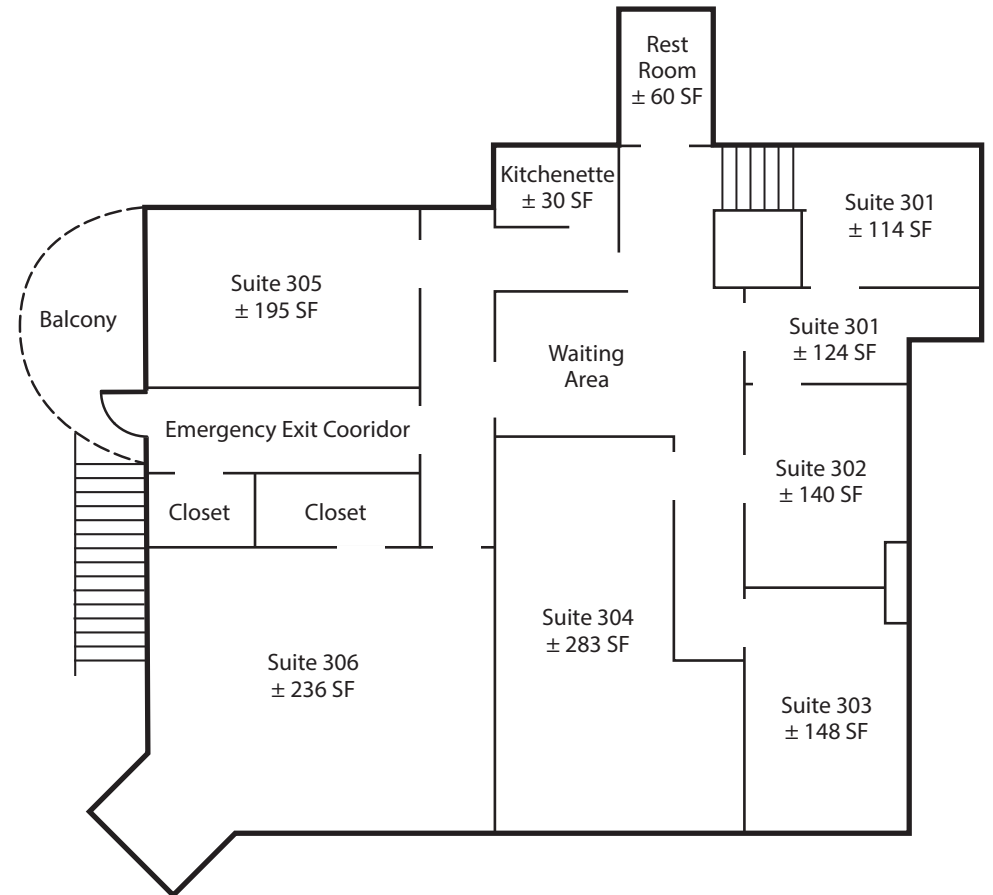 Rest
Room
± 60 SF
Kitchenette
± 30 SF
Suite 301
± 114 SF
Suite 305
± 195 SF
Balcony
Suite 301
± 124 SF
Waiting
Area
Emergency Exit Cooridor
Suite 302
± 140 SF
Closet
Closet
Suite 304
± 283 SF
Suite 306
± 236 SF
Suite 303
± 148 SF